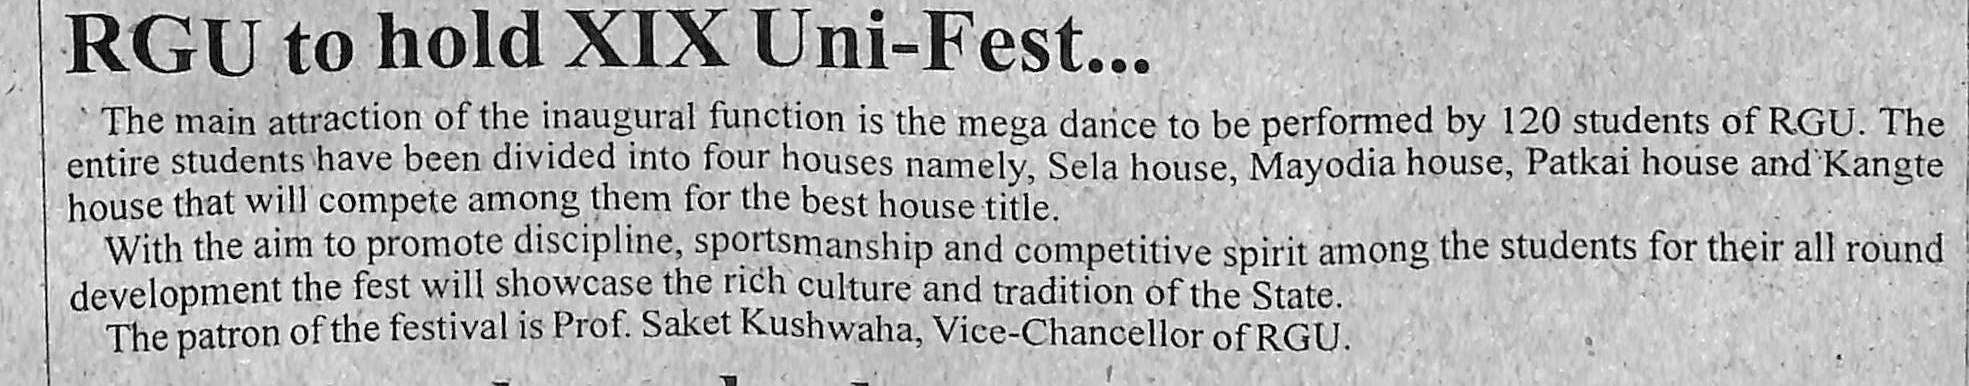 RGU to hold XIX Uni-Fest...
The main attraction of the inaugural function is the mega dance to be performed by 120 students of RGU. The
entire students have been divided into four houses namely, Sela house, Mayodia house, Patkai house and Kangte
house that will compete among them for the best house title.
With the aim to promote discipline, sportsmanship and competitive spirit among the students for their all round
development the fest will showcase the rich culture and tradition of the State.
The patron of the festival is Prof. Saket Kushwaha, Vice-Chancellor of RGU.